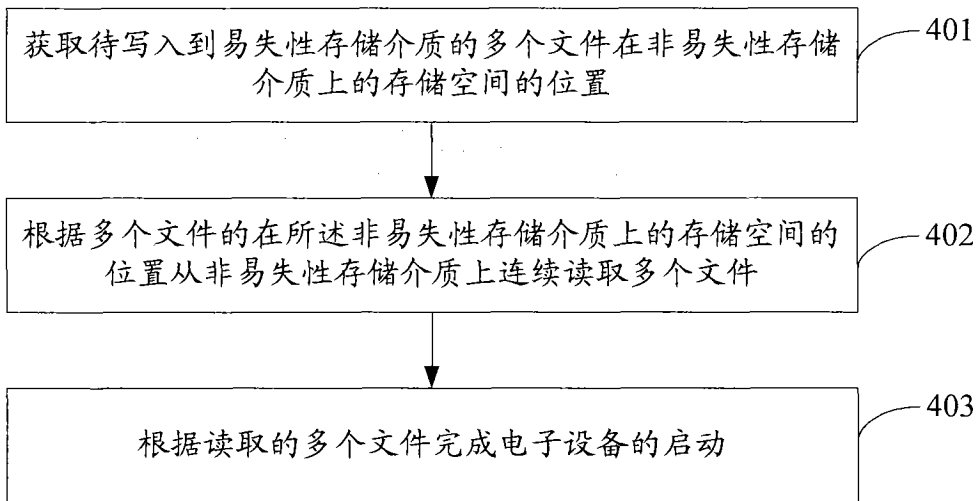 获取待写入到易失性存储介质的多个文件在非易失性存储
介质上的存储空间的位置
401
根据多个文件的在所述非易失性存储介质上的存储空间的
位置从非易失性存储介质上连续读取多个文件
402
根据读取的多个文件完成电子设备的启动
403